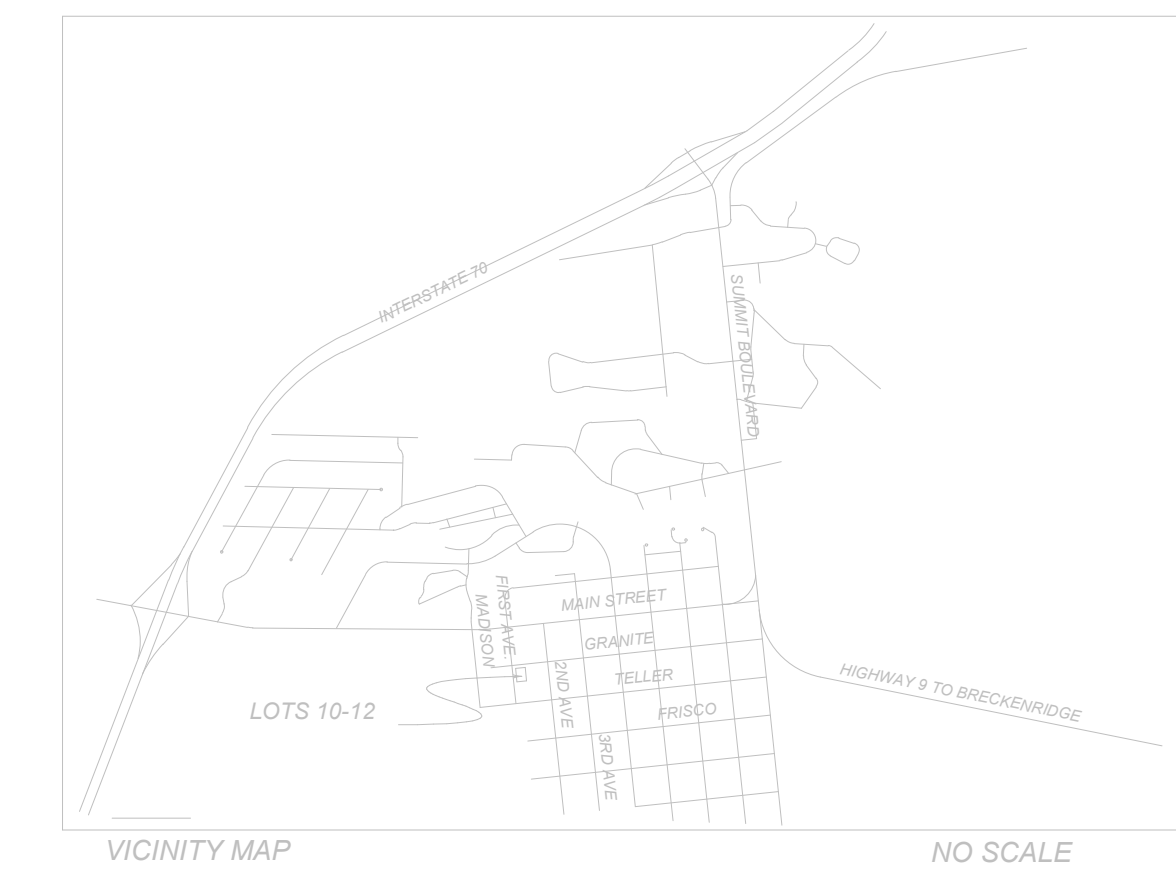 INTERSTATE 70
SUMMIT BOULEVARD
FIRST AVE.
MADISON
MAIN STREET
GRANITE
TELLER
FRISCO
2ND AVE
3RD AVE
HIGHWAY 9 TO BRECKENRIDGE
LOTS 10-12
VICINITY MAP
NO SCALE